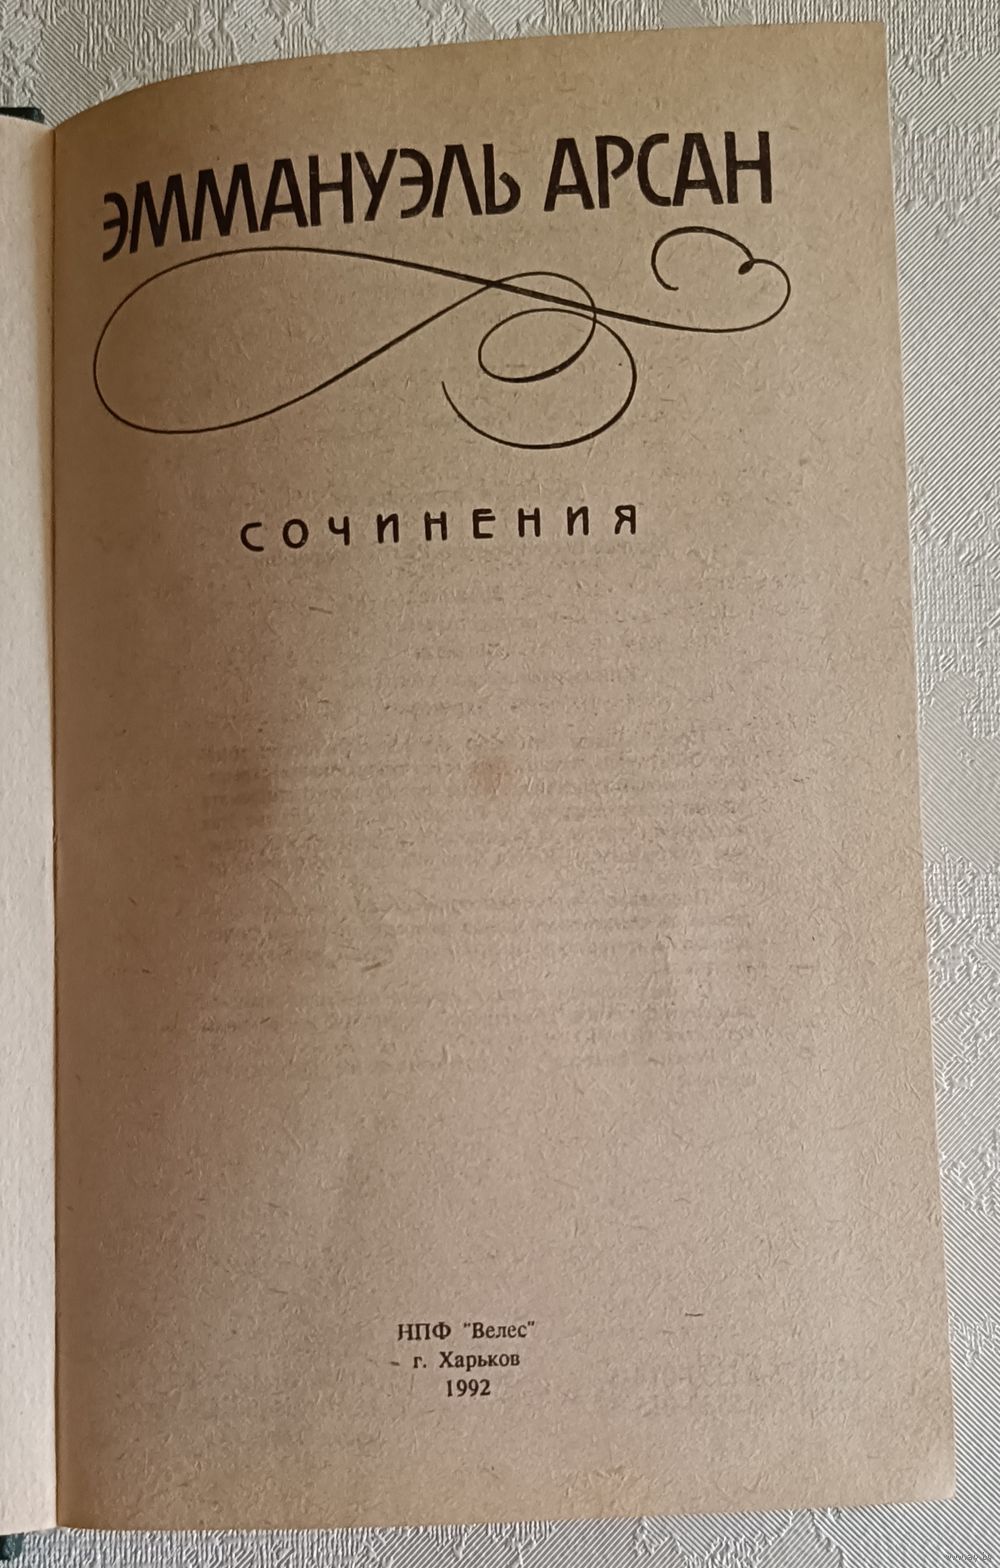 ЭММАНУЭЛЬ АРСАН
СОЧИНЕНИЯ
НПФ "Велес"
г. Харьков
1992